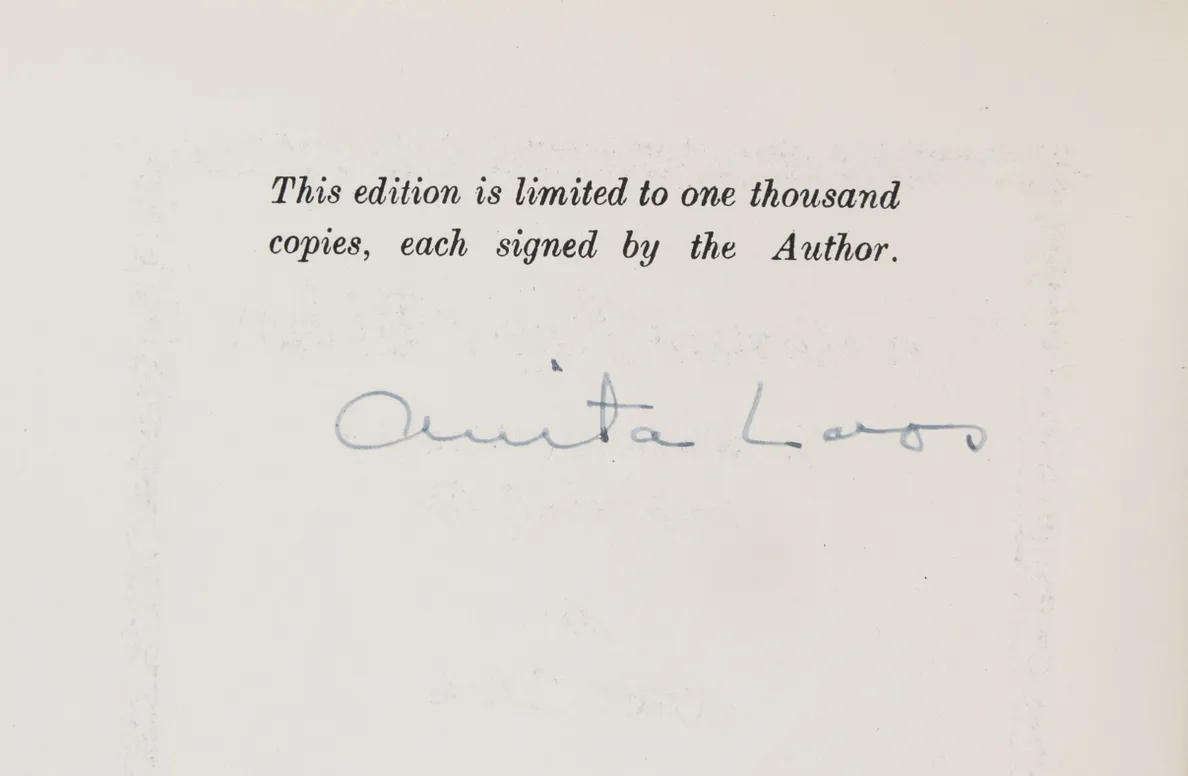 This edition is limited to one thousand
copies, each signed by the Author.
Anita Loos